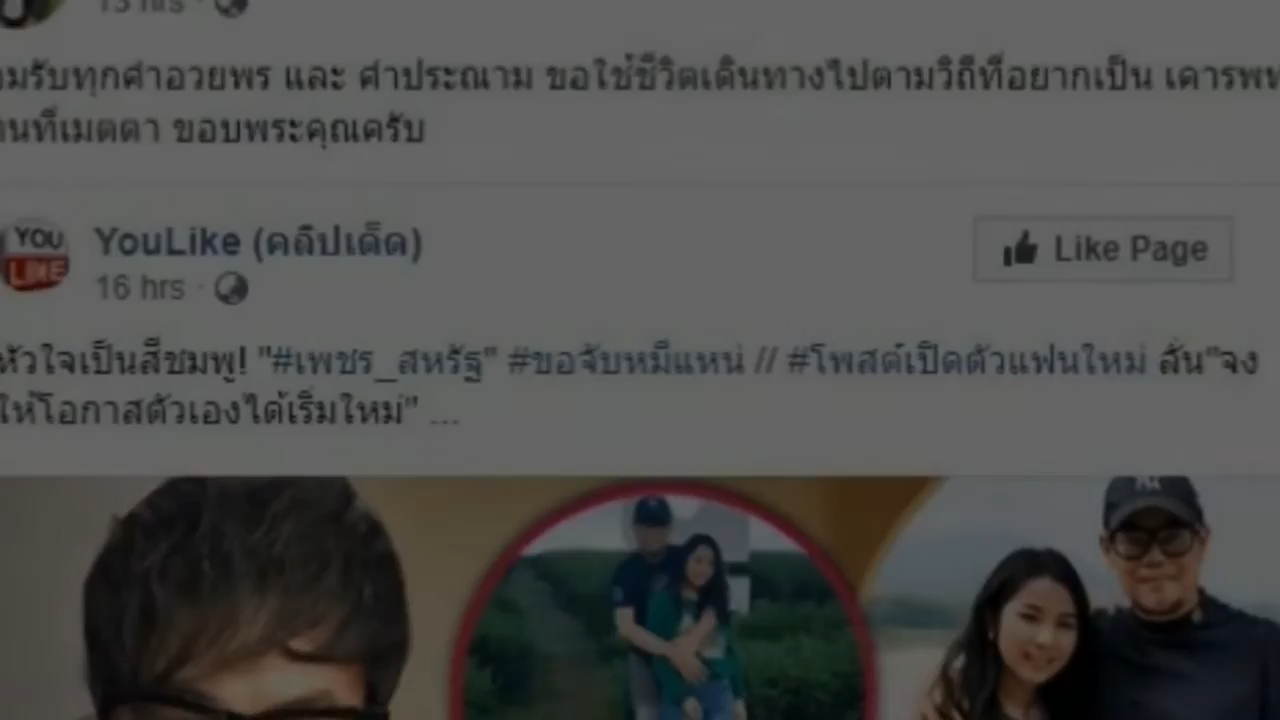 13 hrs
มรับทุกคำอวยพร และ คำประณาม ขอใช้ชีวิตเดินทางไปตามวิถีที่อยากเป็น เคารพ
นที่เมตตา ขอบพระคุณครับ
YOU
LIKE
YouLike (คลิปเด็ด)
16 hrs
Like Page
หัวใจเป็นสีชมพู! "#เพชร_สหรัฐ" #ขอจับหมีแหน่ // #โพสต์เปิดตัวแฟนใหม่ ลั่น"จง
ให้โอกาสตัวเองได้เริ่มใหม่" ...